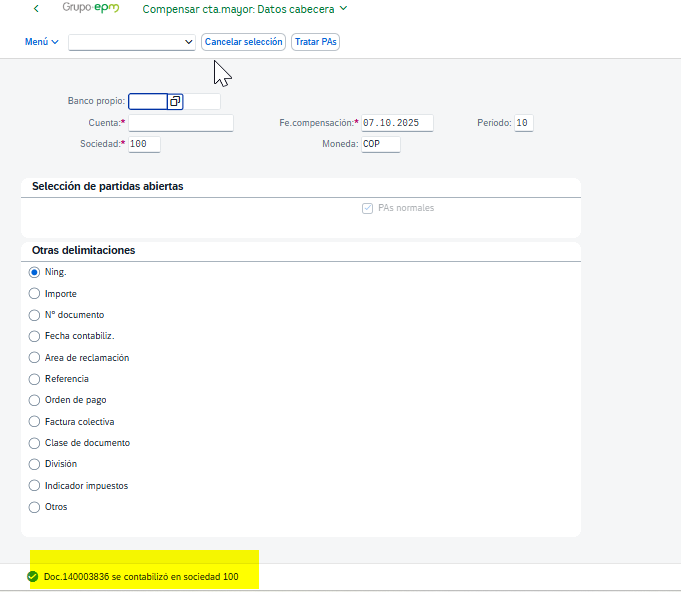 Grupo·epm Compensar cta.mayor: Datos cabecera
Menú Cancelar selección Tratar PAs
Banco propio:
Cuenta:* Fe.compensación:* 07.10.2025 Periodo: 10
Sociedad:* 100 Moneda: COP
Selección de partidas abiertas
PAs normales
Otras delimitaciones
Ning.
Importe
Nº documento
Fecha contabiliz.
Area de reclamación
Referencia
Orden de pago
Factura colectiva
Clase de documento
División
Indicador impuestos
Otros
Doc.140003836 se contabilizó en sociedad 100